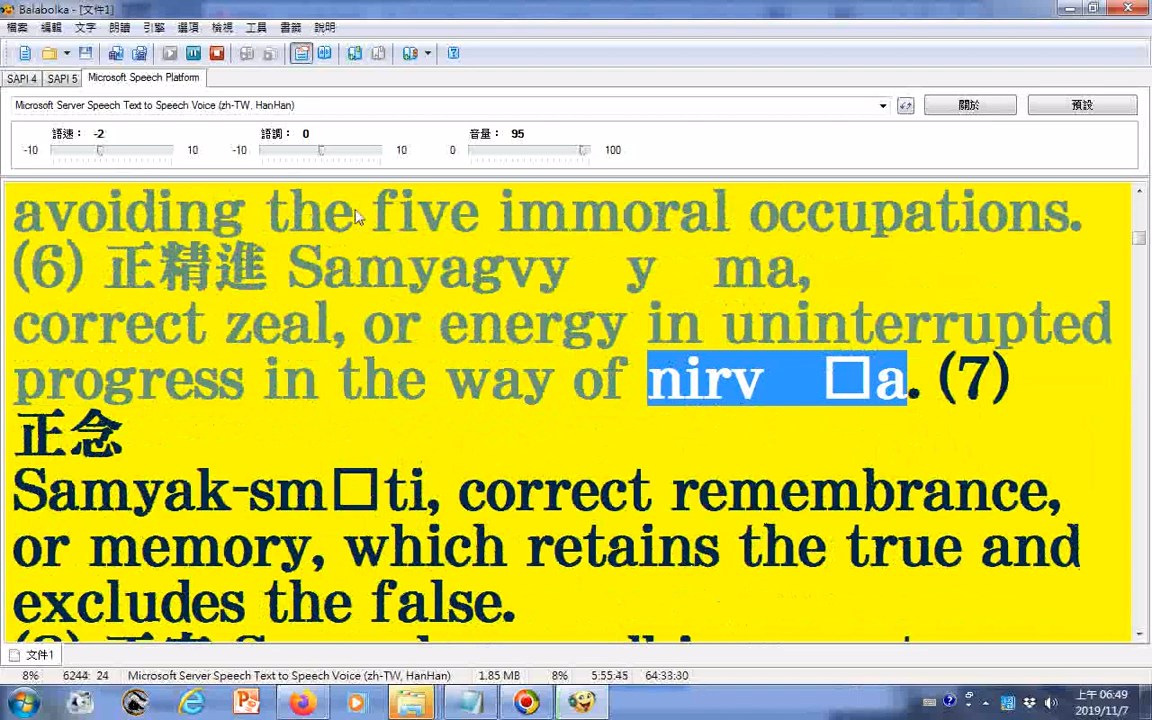 Balabolka - [文件1]
檔案 編輯 文字 朗讀 引擎 選項 檢視 工具 書籤 說明
SAPI 4 SAPI 5 Microsoft Speech Platform
Microsoft Server Speech Text to Speech Voice (zh-TW, HanHan) 關於 預設
語速： -2 語調： 0 音量： 95
-10 10 -10 10 0 100
avoiding the five immoral occupations.
(6) 正精進 Samyagvy y ma,
correct zeal, or energy in uninterrupted
progress in the way of nirv □a. (7)
正念
Samyak-sm□ti, correct remembrance,
or memory, which retains the true and
excludes the false.
文件1
8% 6244: 24 Microsoft Server Speech Text to Speech Voice (zh-TW, HanHan) 1.85 MB 8% 5:55:45 64:33:30
上午 06:49
2019/11/7